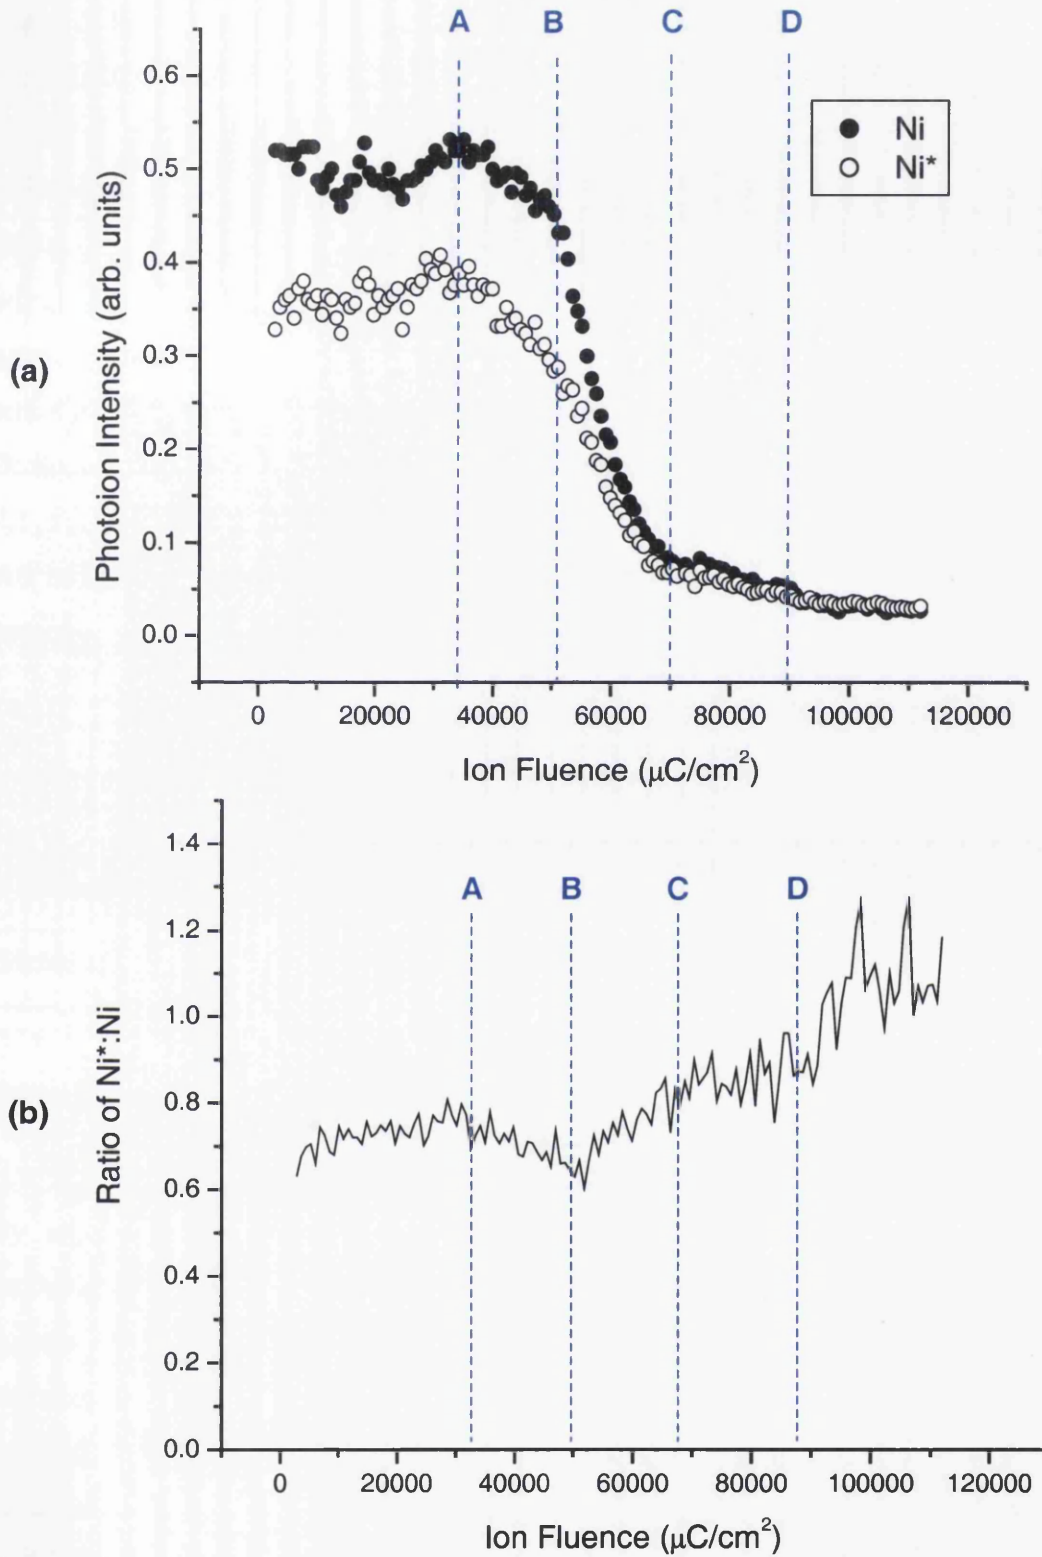 A B C D
0.6
0.5
0.4
0.3
0.2
0.1
0.0
Photoion Intensity (arb. units)
Ni
Ni*
(a)
0 20000 40000 60000 80000 100000 120000
Ion Fluence (μC/cm²)
1.4
1.2
1.0
0.8
0.6
0.4
0.2
0.0
Ratio of Ni*:Ni
A B C D
(b)
0 20000 40000 60000 80000 100000 120000
Ion Fluence (μC/cm²)